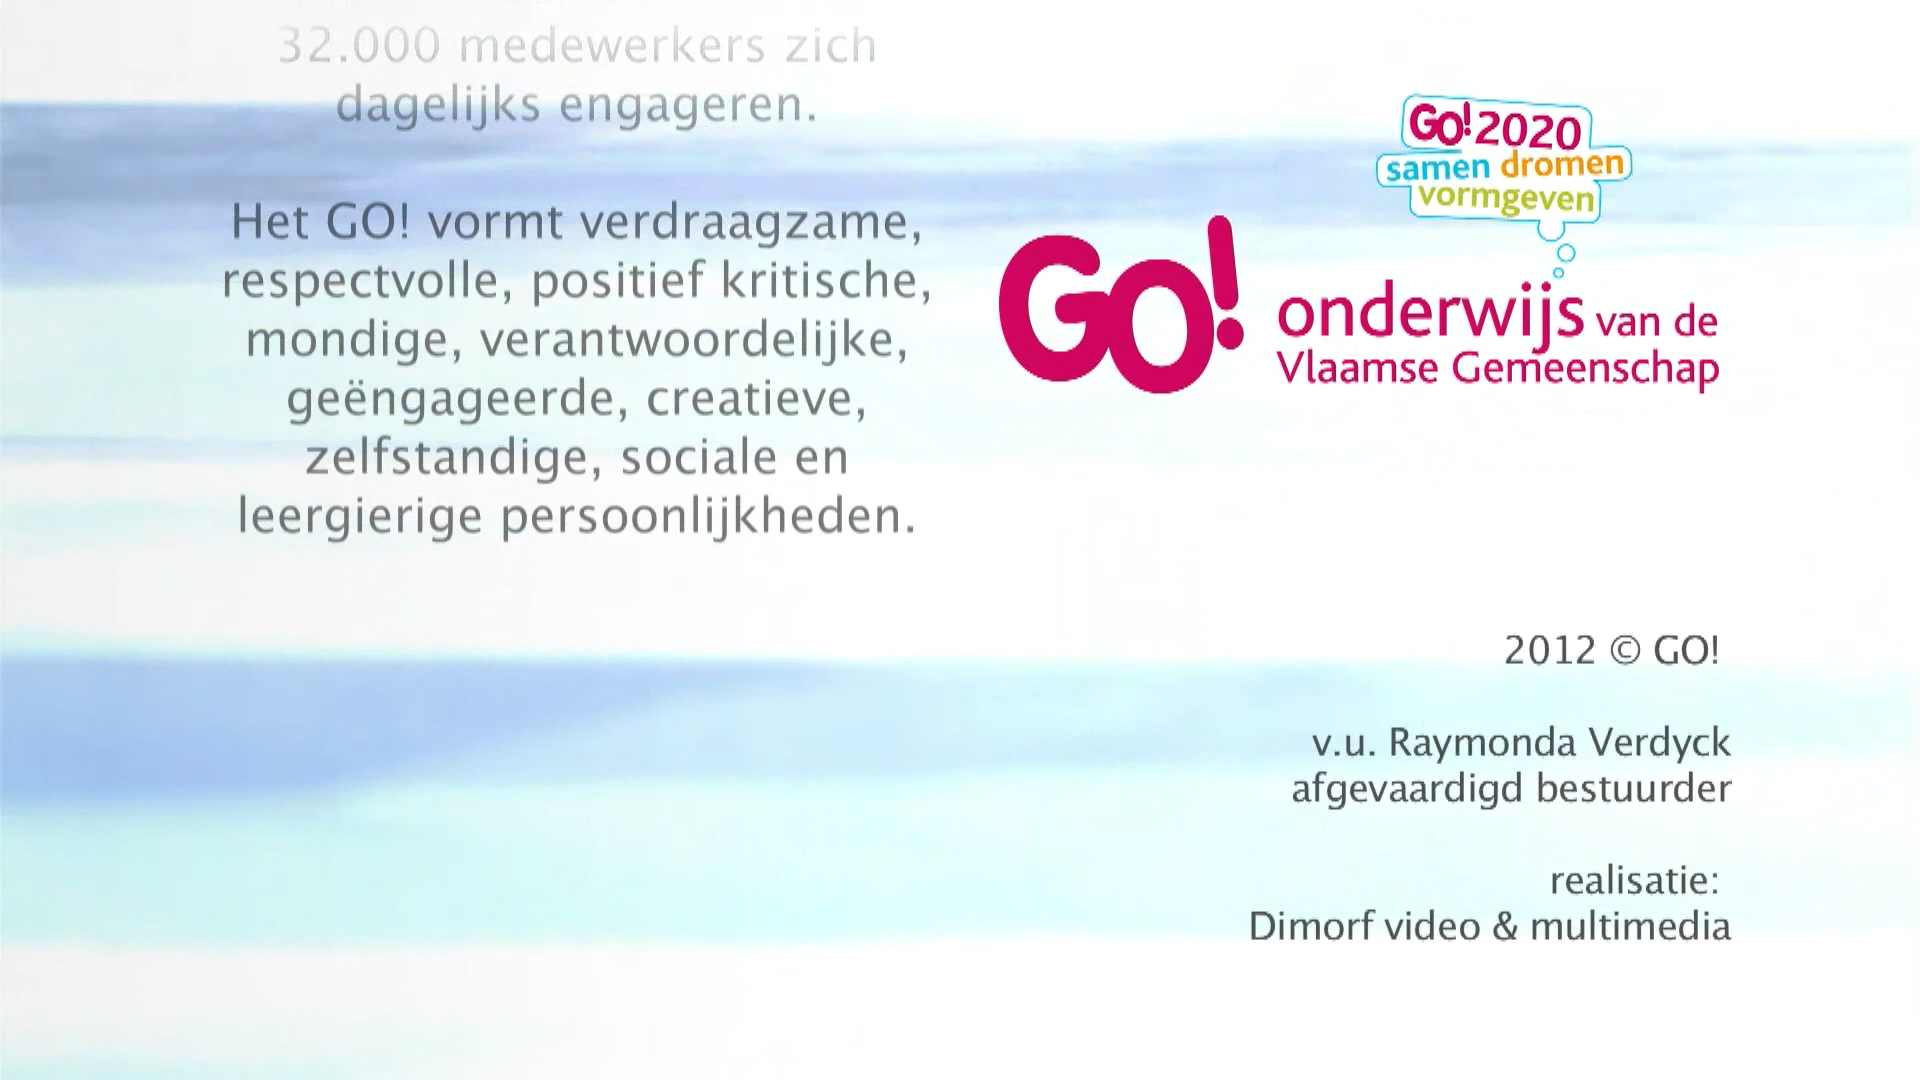 32.000 medewerkers zich
dagelijks engageren.
Het GO! vormt verdraagzame,
respectvolle, positief kritische,
mondige, verantwoordelijke,
geëngageerde, creatieve,
zelfstandige, sociale en
leergierige persoonlijkheden.
GO! 2020
samen dromen
vormgeven
GO! onderwijs van de
Vlaamse Gemeenschap
2012 © GO!
v.u. Raymonda Verdyck
afgevaardigd bestuurder
realisatie:
Dimorf video & multimedia